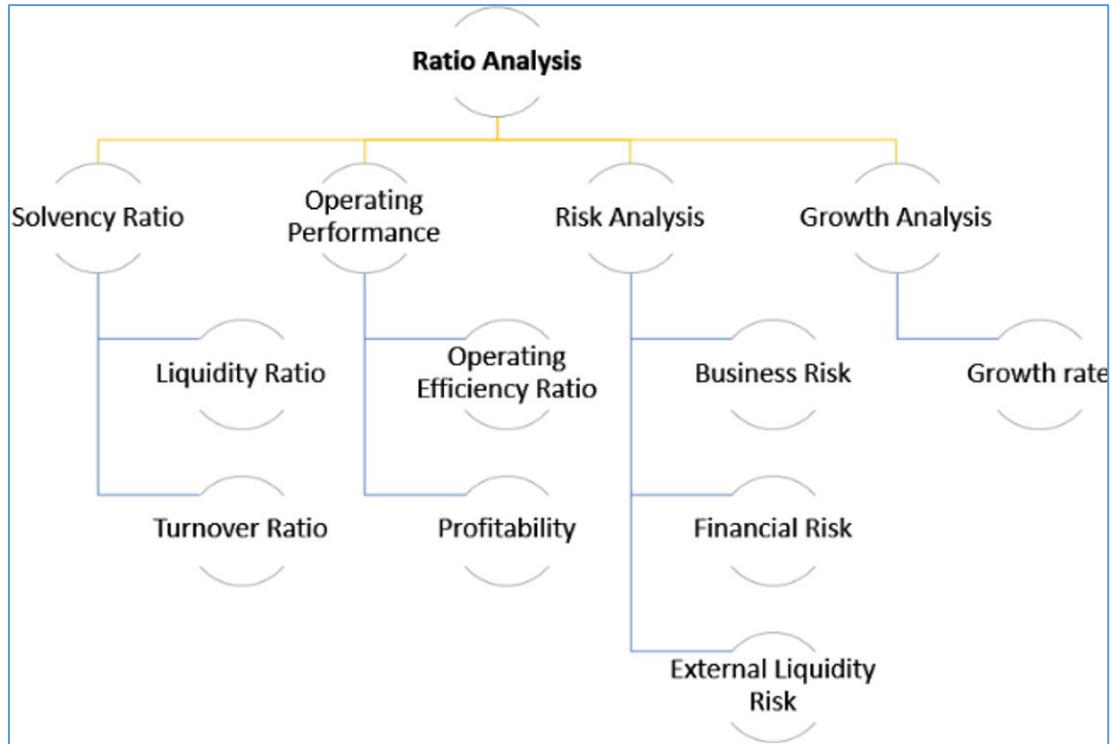 Ratio Analysis
Solvency Ratio
Operating
Performance
Risk Analysis
Growth Analysis
Liquidity Ratio
Operating
Efficiency Ratio
Business Risk
Growth rate
Turnover Ratio
Profitability
Financial Risk
External Liquidity
Risk